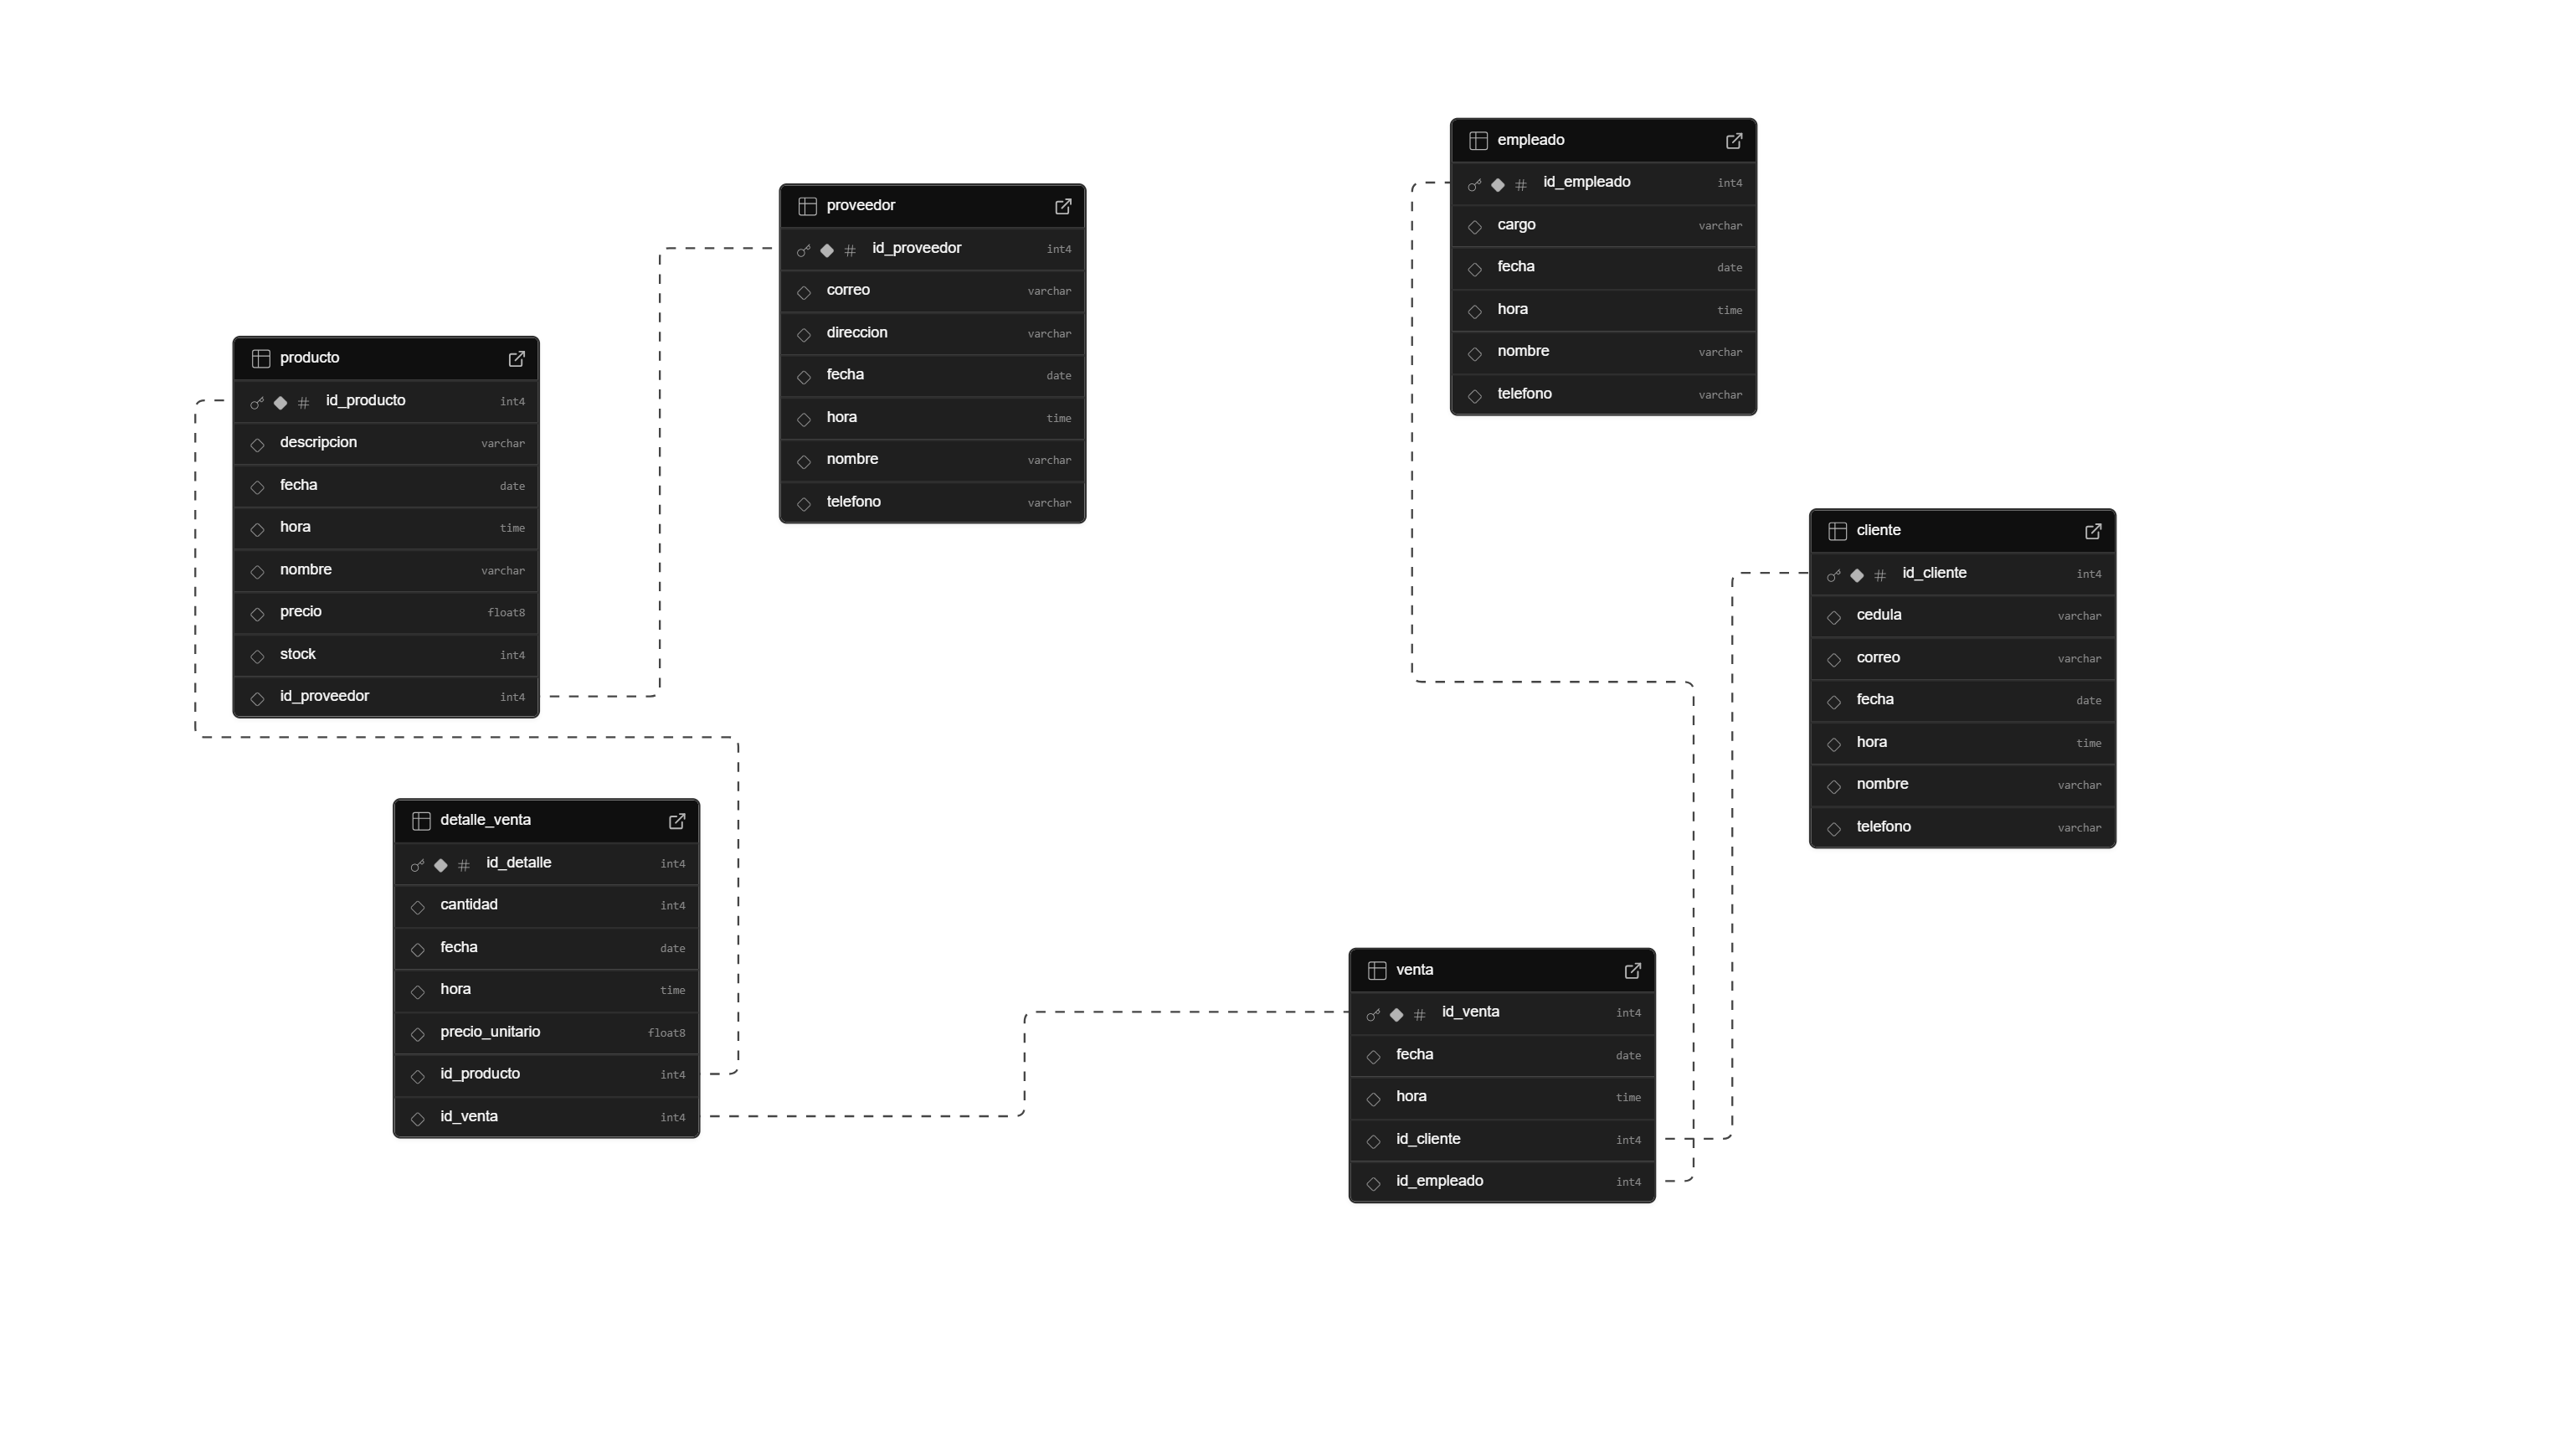 empleado
id_empleado int4
cargo varchar
fecha date
hora time
nombre varchar
telefono varchar
proveedor
id_proveedor int4
correo varchar
direccion varchar
fecha date
hora time
nombre varchar
telefono varchar
producto
id_producto int4
descripcion varchar
fecha date
hora time
nombre varchar
precio float8
stock int4
id_proveedor int4
cliente
id_cliente int4
cedula varchar
correo varchar
fecha date
hora time
nombre varchar
telefono varchar
detalle_venta
id_detalle int4
cantidad int4
fecha date
hora time
precio_unitario float8
id_producto int4
id_venta int4
venta
id_venta int4
fecha date
hora time
id_cliente int4
id_empleado int4